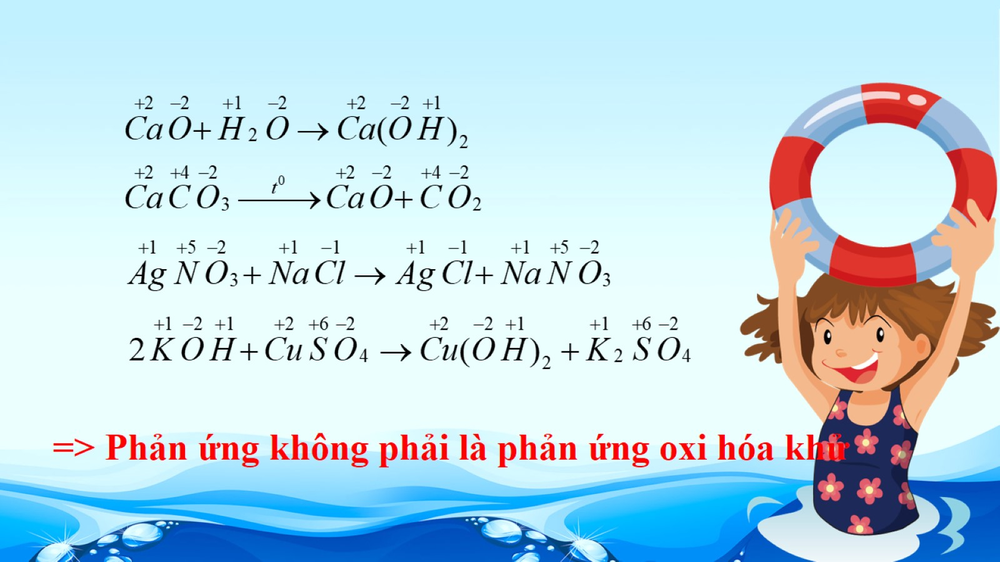 +2 −2 +1 −2 +2 −2 +1
CaO + H₂O → Ca(OH)₂
+2 +4 −2 +2 −2 +4 −2
CaCO₃ —t⁰→ CaO + CO₂
+1 +5 −2 +1 −1 +1 −1 +1 +5 −2
AgNO₃ + NaCl → AgCl + NaNO₃
+1 −2 +1 +2 +6 −2 +2 −2 +1 +1 +6 −2
2KOH + CuSO₄ → Cu(OH)₂ + K₂SO₄
=> Phản ứng không phải là phản ứng oxi hóa khử